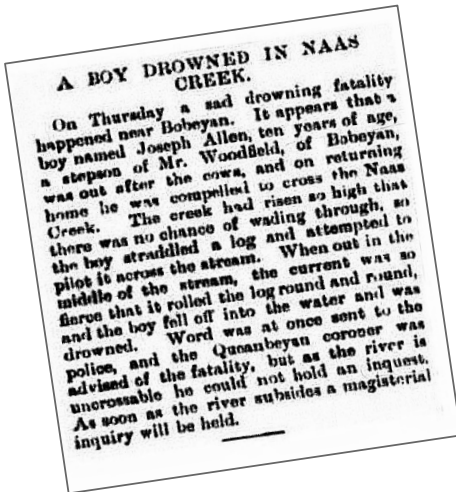 A BOY DROWNED IN NAAS
CREEK.
On Thursday a sad drowning fatality
happened near Bobeyan. It appears that a
boy named Joseph Allen, ten years of age,
a stepson of Mr. Woodfield, of Bobeyan,
was out after the cows, and on returning
home he was compelled to cross the Naas
Creek. The creek had risen so high that
there was no chance of wading through, so
the boy straddled a log and attempted to
pilot it across the stream. When out in the
middle of the stream, the current was so
fierce that it rolled the log round and round,
and the boy fell off into the water and was
drowned. Word was at once sent to the
police, and the Queanbeyan coroner was
advised of the fatality, but as the river is
uncrossable he could not hold an inquest.
As soon as the river subsides a magisterial
inquiry will be held.